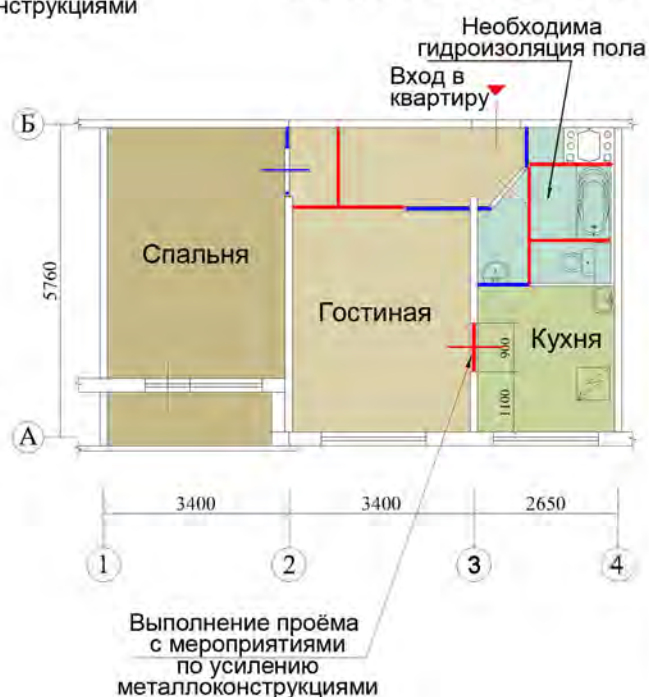 нструкциями
Необходима
гидроизоляция пола
Вход в
квартиру
Б
Спальня
Гостиная
Кухня
5760
900
1100
А
3400
3400
2650
1
2
3
4
Выполнение проёма
с мероприятиями
по усилению
металлоконструкциями